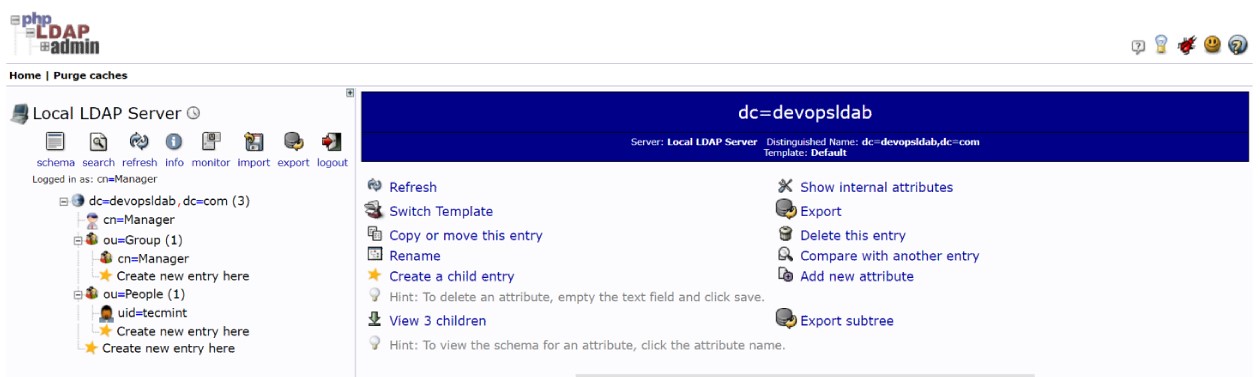 php
LDAP
admin
Home | Purge caches
Local LDAP Server
schema search refresh info monitor import export logout
Logged in as: cn=Manager
dc=devopsldab,dc=com (3)
cn=Manager
ou=Group (1)
cn=Manager
Create new entry here
ou=People (1)
uid=tecmint
Create new entry here
Create new entry here
dc=devopsldab
Server: Local LDAP Server Distinguished Name: dc=devopsldab,dc=com
Template: Default
Refresh
Switch Template
Copy or move this entry
Rename
Create a child entry
Hint: To delete an attribute, empty the text field and click save.
View 3 children
Hint: To view the schema for an attribute, click the attribute name.
Show internal attributes
Export
Delete this entry
Compare with another entry
Add new attribute
Export subtree